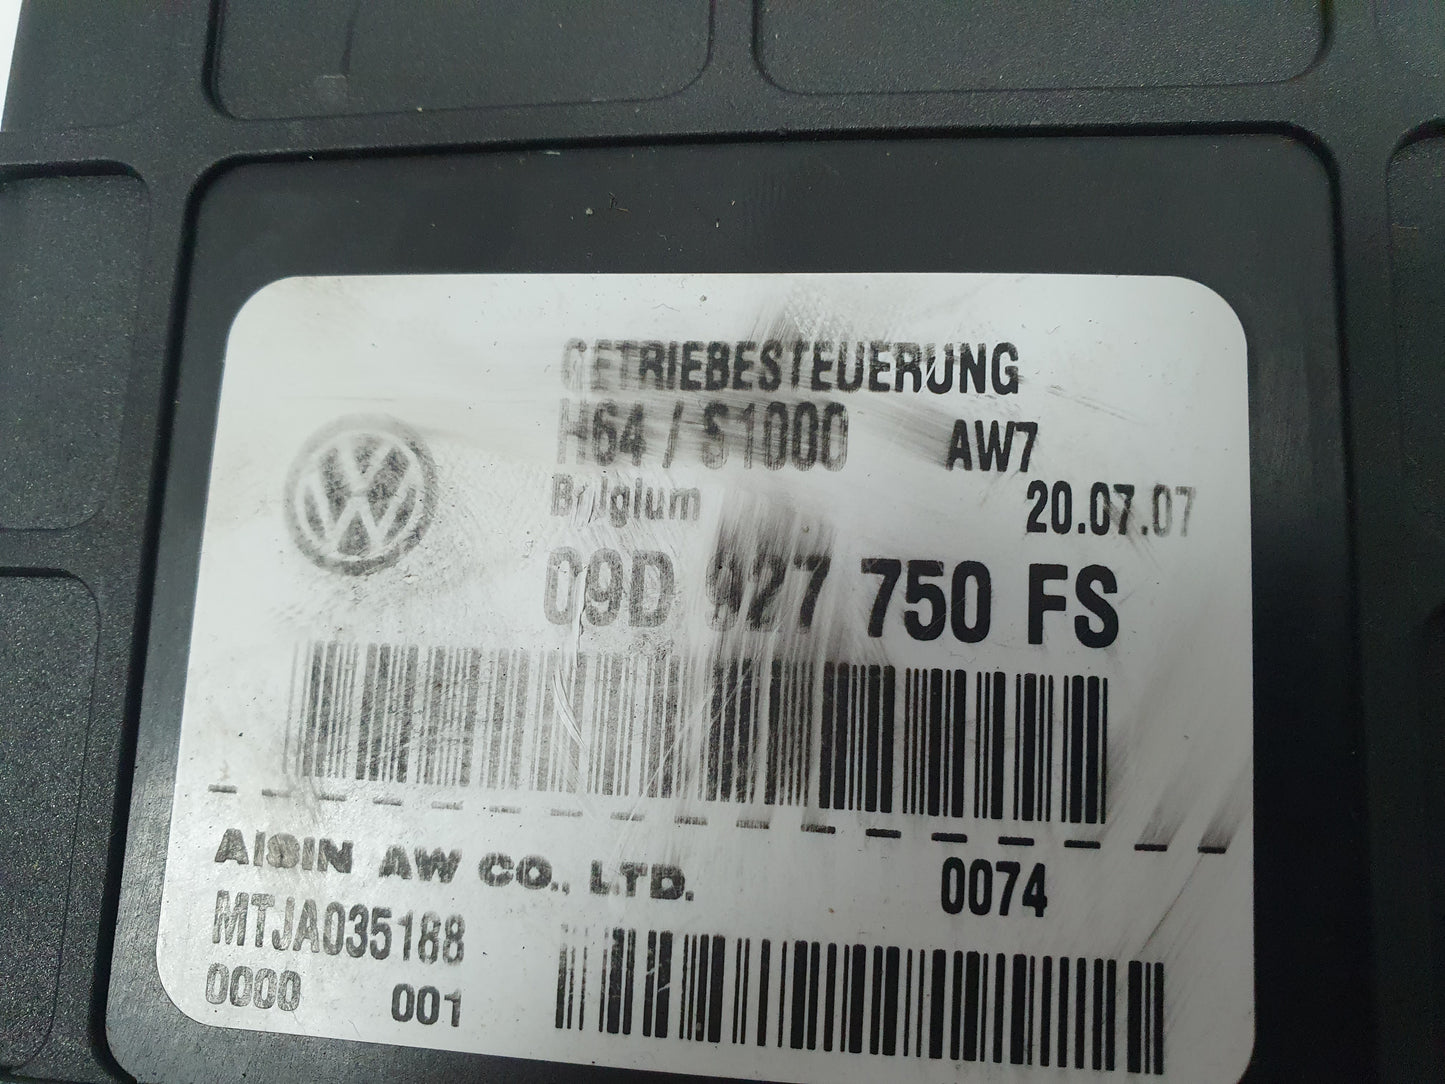 GETRIEBESTEUERUNG
H64 / S1000 AW7
Belgium
20.07.07
09D 927 750 FS
AISIN AW CO., LTD. 0074
MTJA035188
0000 001